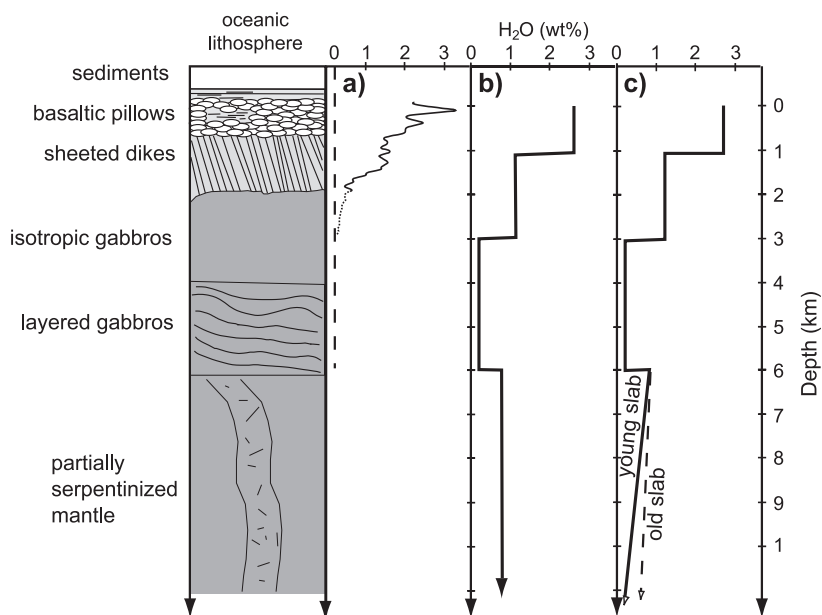 oceanic
lithosphere
H₂O (wt%)
0 1 2 3
0 1 2 3
0 1 2 3
a)
b)
c)
sediments
basaltic pillows
sheeted dikes
isotropic gabbros
layered gabbros
partially
serpentinized
mantle
young slab
old slab
0
1
2
3
4
5
6
7
8
9
1
Depth (km)